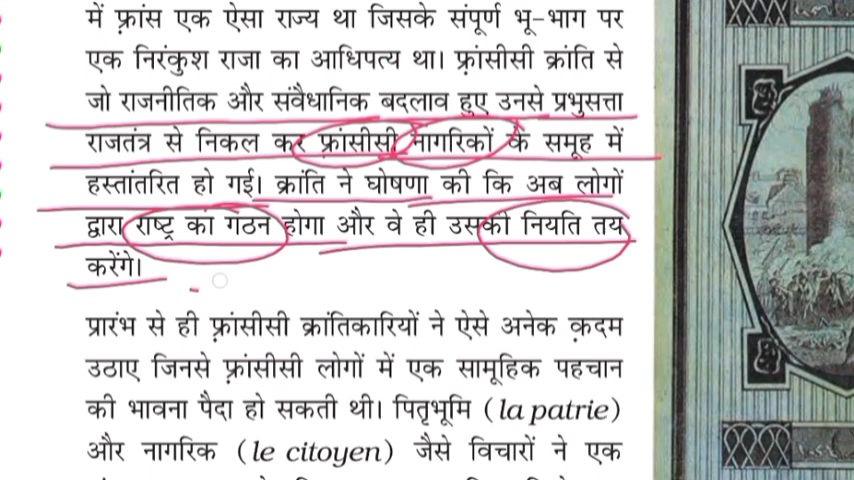 में फ़्रांस एक ऐसा राज्य था जिसके संपूर्ण भू-भाग पर
एक निरंकुश राजा का आधिपत्य था। फ़्रांसीसी क्रांति से
जो राजनीतिक और संवैधानिक बदलाव हुए उनसे प्रभुसत्ता
राजतंत्र से निकल कर फ़्रांसीसी नागरिकों के समूह में
हस्तांतरित हो गई। क्रांति ने घोषणा की कि अब लोगों
द्वारा राष्ट्र का गठन होगा और वे ही उसकी नियति तय
करेंगे।
प्रारंभ से ही फ़्रांसीसी क्रांतिकारियों ने ऐसे अनेक क़दम
उठाए जिनसे फ़्रांसीसी लोगों में एक सामूहिक पहचान
की भावना पैदा हो सकती थी। पितृभूमि (la patrie)
और नागरिक (le citoyen) जैसे विचारों ने एक